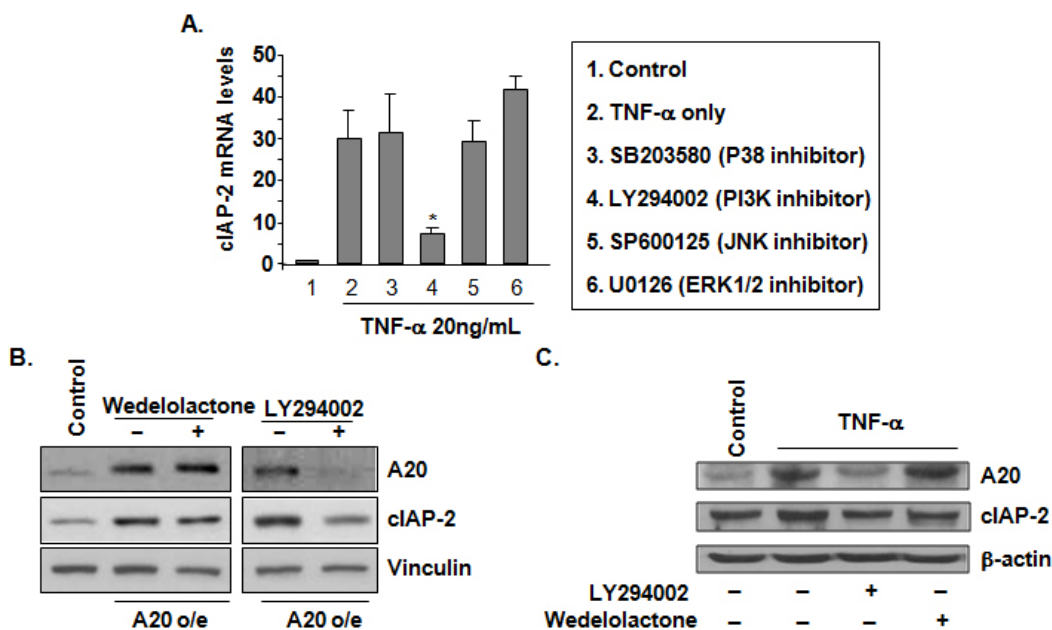 A.
cIAP-2 mRNA levels
50
40
30
20
10
0
*
1 2 3 4 5 6
TNF-α 20ng/mL
1. Control
2. TNF-α only
3. SB203580 (P38 inhibitor)
4. LY294002 (PI3K inhibitor)
5. SP600125 (JNK inhibitor)
6. U0126 (ERK1/2 inhibitor)
B.
Control
Wedelolactone LY294002
– + – +
A20
cIAP-2
Vinculin
A20 o/e A20 o/e
C.
Control
TNF-α
A20
cIAP-2
β-actin
LY294002 – – + –
Wedelolactone – – – +